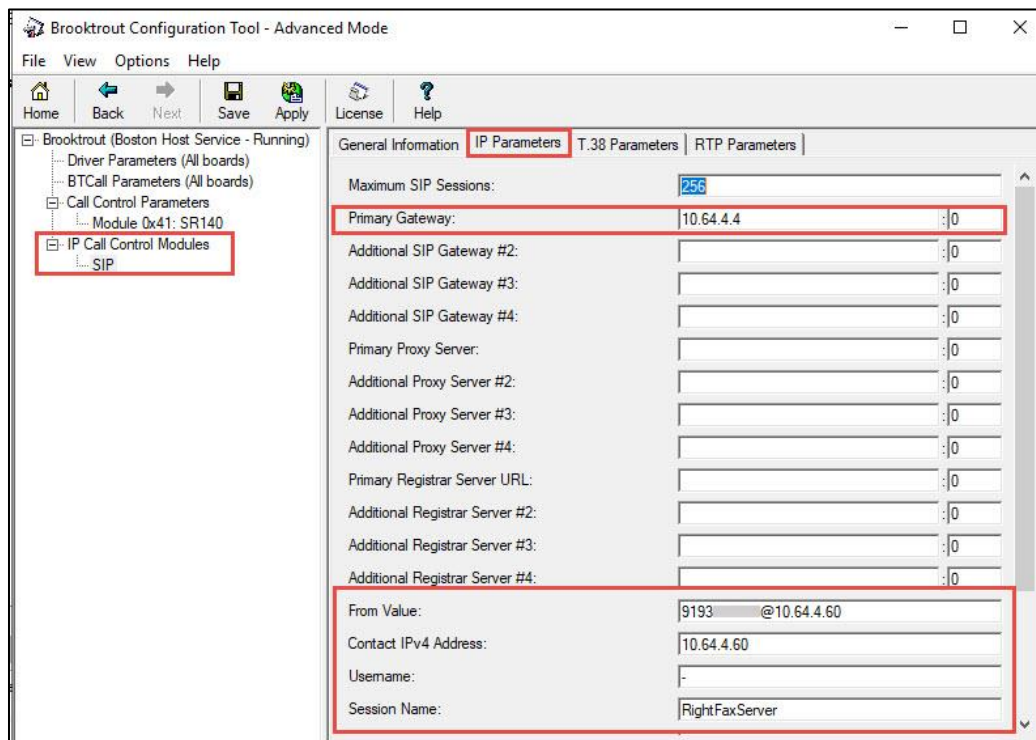 Brooktrout Configuration Tool - Advanced Mode
File View Options Help
Home Back Next Save Apply License Help
Brooktrout (Boston Host Service - Running)
Driver Parameters (All boards)
BTCall Parameters (All boards)
Call Control Parameters
Module 0x41: SR140
IP Call Control Modules
SIP
General Information IP Parameters T.38 Parameters RTP Parameters
Maximum SIP Sessions: 256
Primary Gateway: 10.64.4.4 :0
Additional SIP Gateway #2: :0
Additional SIP Gateway #3: :0
Additional SIP Gateway #4: :0
Primary Proxy Server: :0
Additional Proxy Server #2: :0
Additional Proxy Server #3: :0
Additional Proxy Server #4: :0
Primary Registrar Server URL: :0
Additional Registrar Server #2: :0
Additional Registrar Server #3: :0
Additional Registrar Server #4: :0
From Value: 9193 @10.64.4.60
Contact IPv4 Address: 10.64.4.60
Username: -
Session Name: RightFaxServer